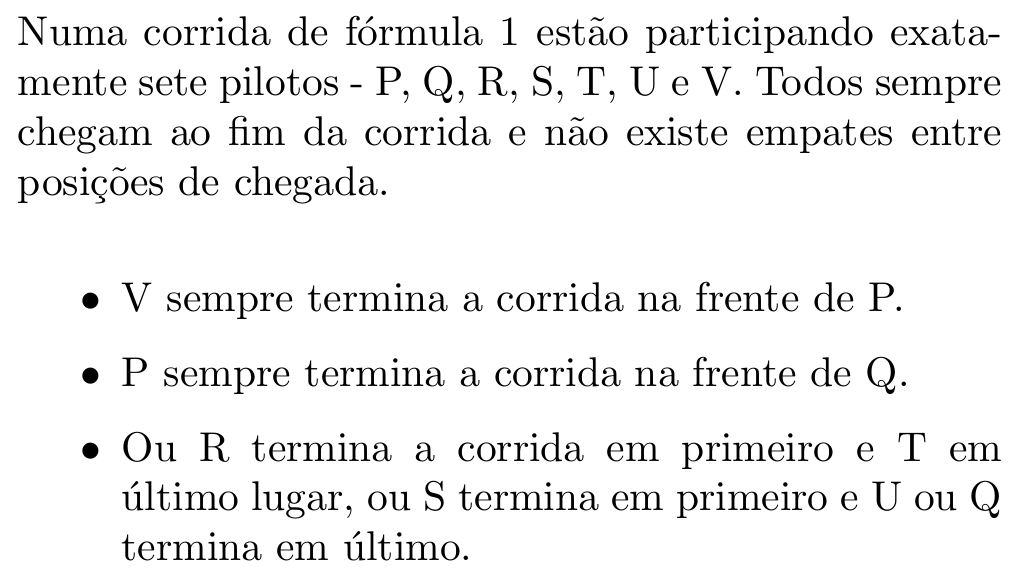 Numa corrida de fórmula 1 estão participando exata-
mente sete pilotos - P, Q, R, S, T, U e V. Todos sempre
chegam ao fim da corrida e não existe empates entre
posições de chegada.
• V sempre termina a corrida na frente de P.
• P sempre termina a corrida na frente de Q.
• Ou R termina a corrida em primeiro e T em
último lugar, ou S termina em primeiro e U ou Q
termina em último.